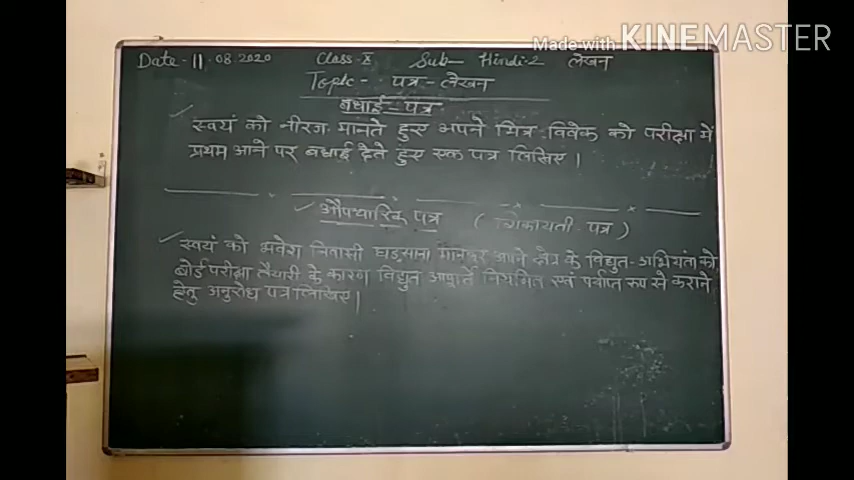 Made with KINEMASTER
Date - 11.08.2020 Class-X Sub- Hindi-2 लेखन
Topic- पत्र-लेखन
बधाई-पत्र
स्वयं को नीरज मानते हुए अपने मित्र विवेक को परीक्षा में
प्रथम आने पर बधाई देते हुए एक पत्र लिखिए।
औपचारिक पत्र (शिकायती पत्र)
स्वयं को भवेश निवासी घड़साना मानकर अपने क्षेत्र के विद्युत-अभियंता को,
बोर्ड परीक्षा तैयारी के कारण विद्युत आपूर्ति नियमित एवं पर्याप्त रूप से कराने
हेतु अनुरोध पत्र लिखिए।